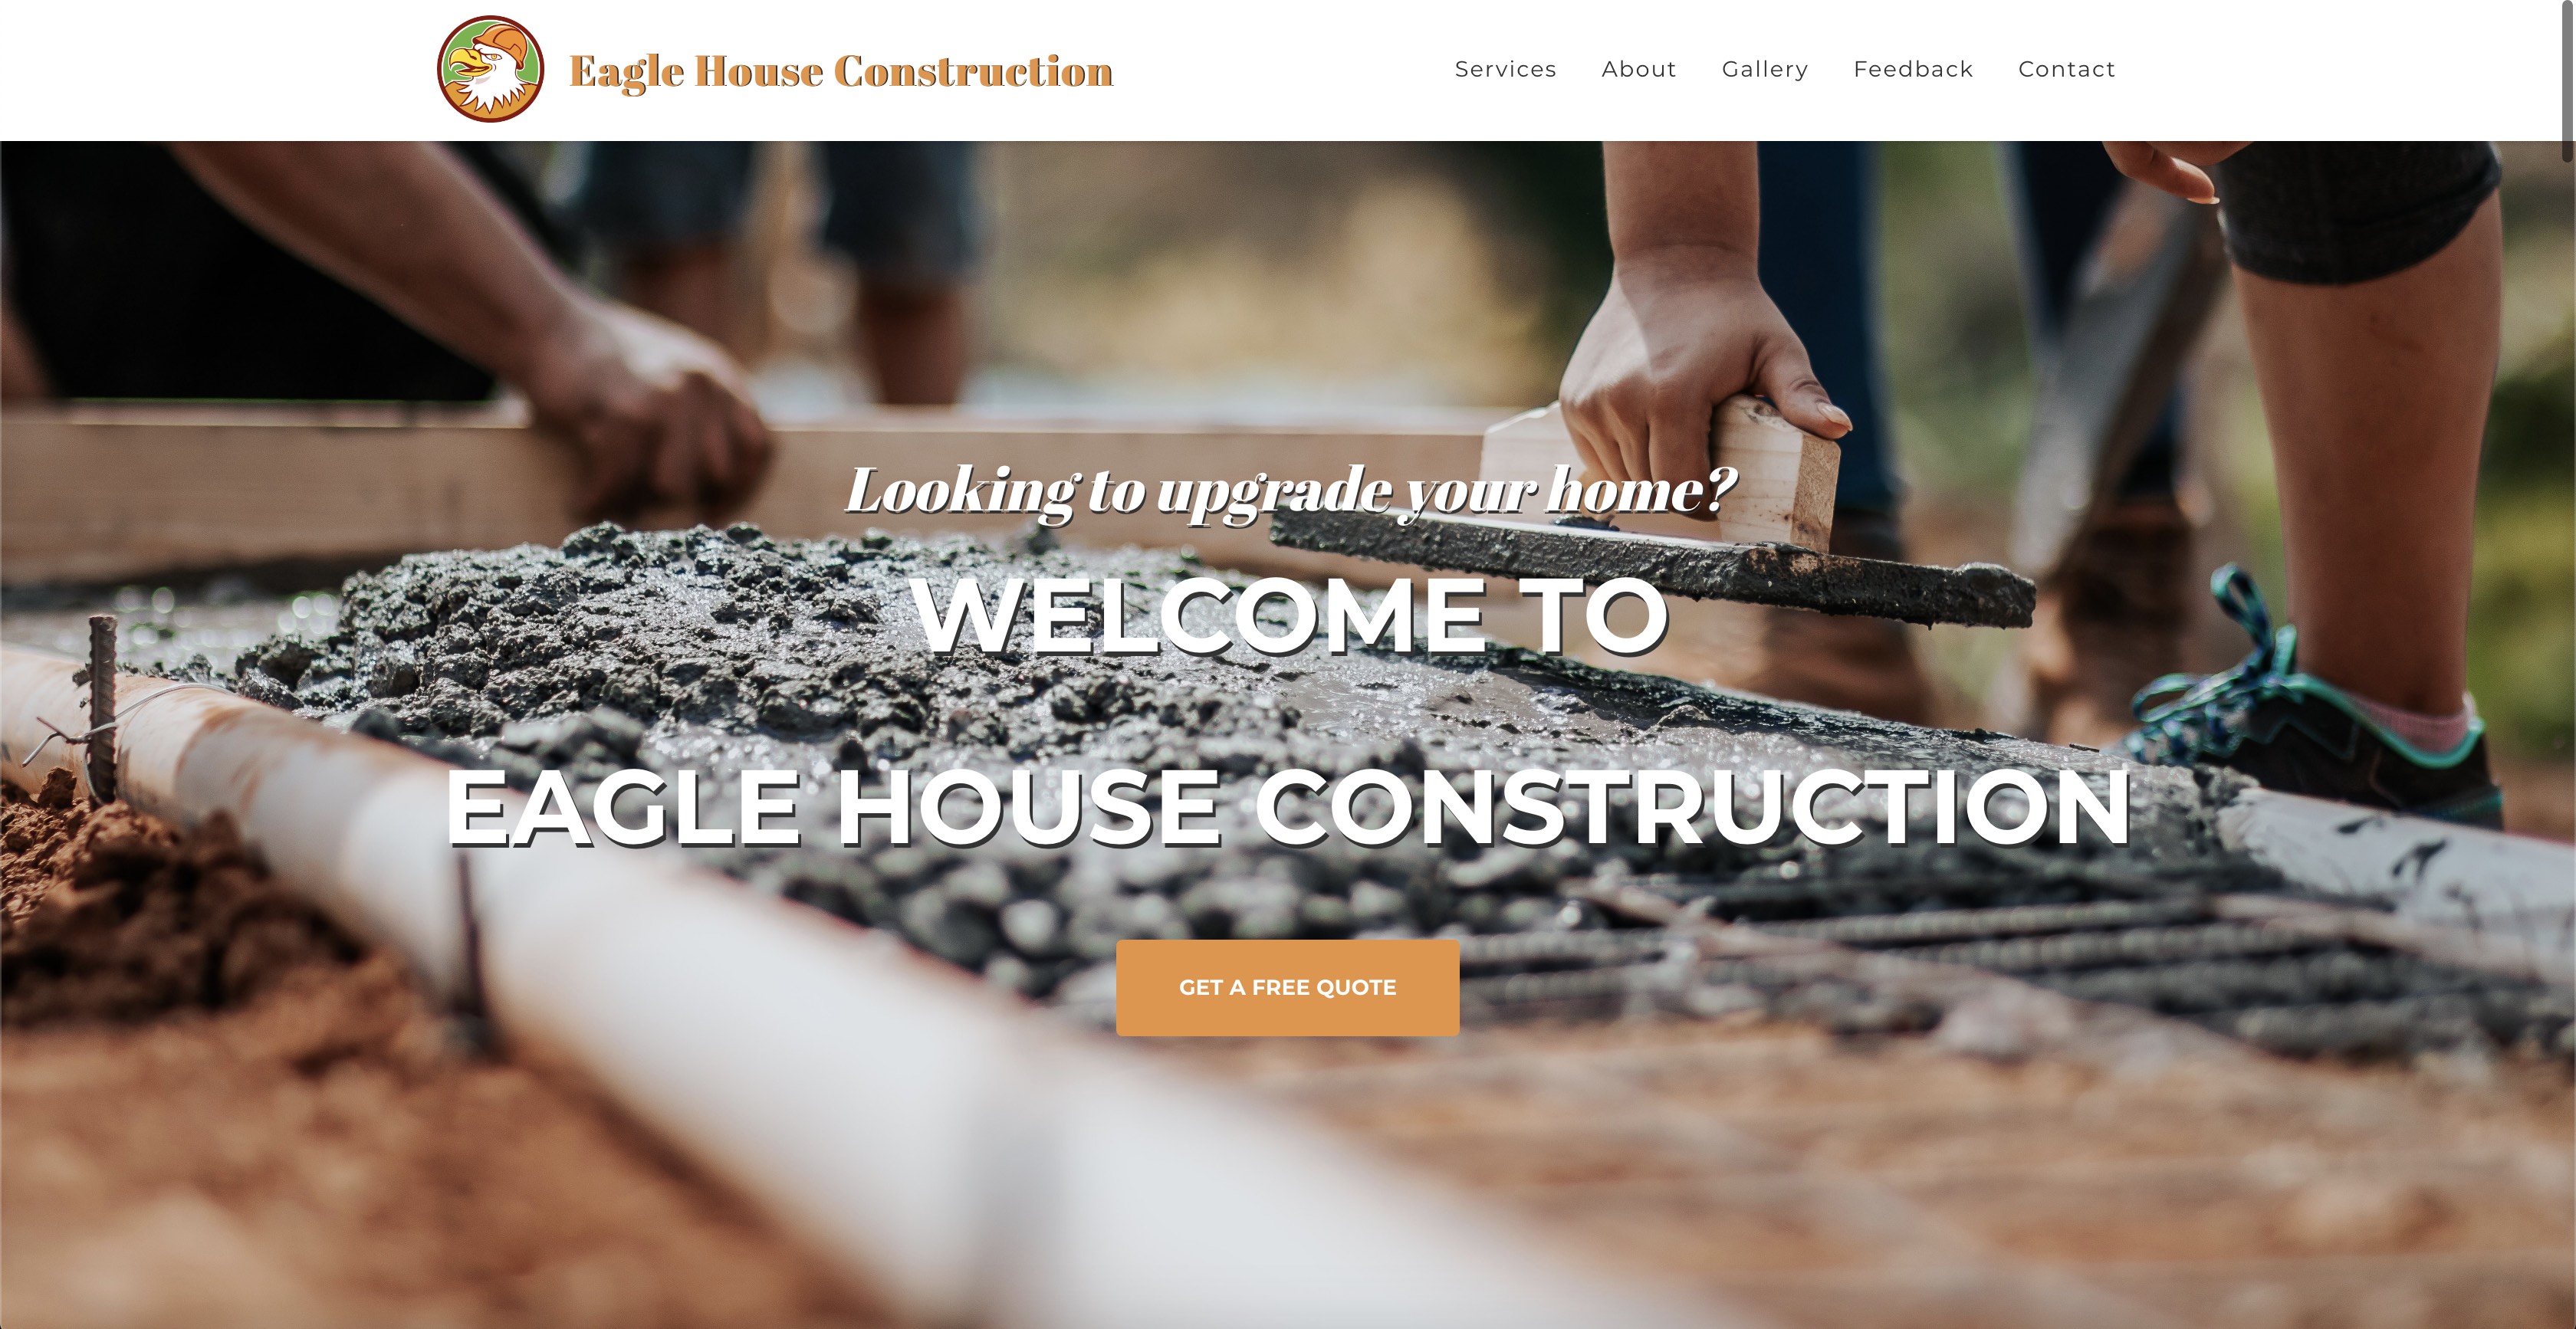 Eagle House Construction
Services About Gallery Feedback Contact
Looking to upgrade your home?
WELCOME TO
EAGLE HOUSE CONSTRUCTION
GET A FREE QUOTE